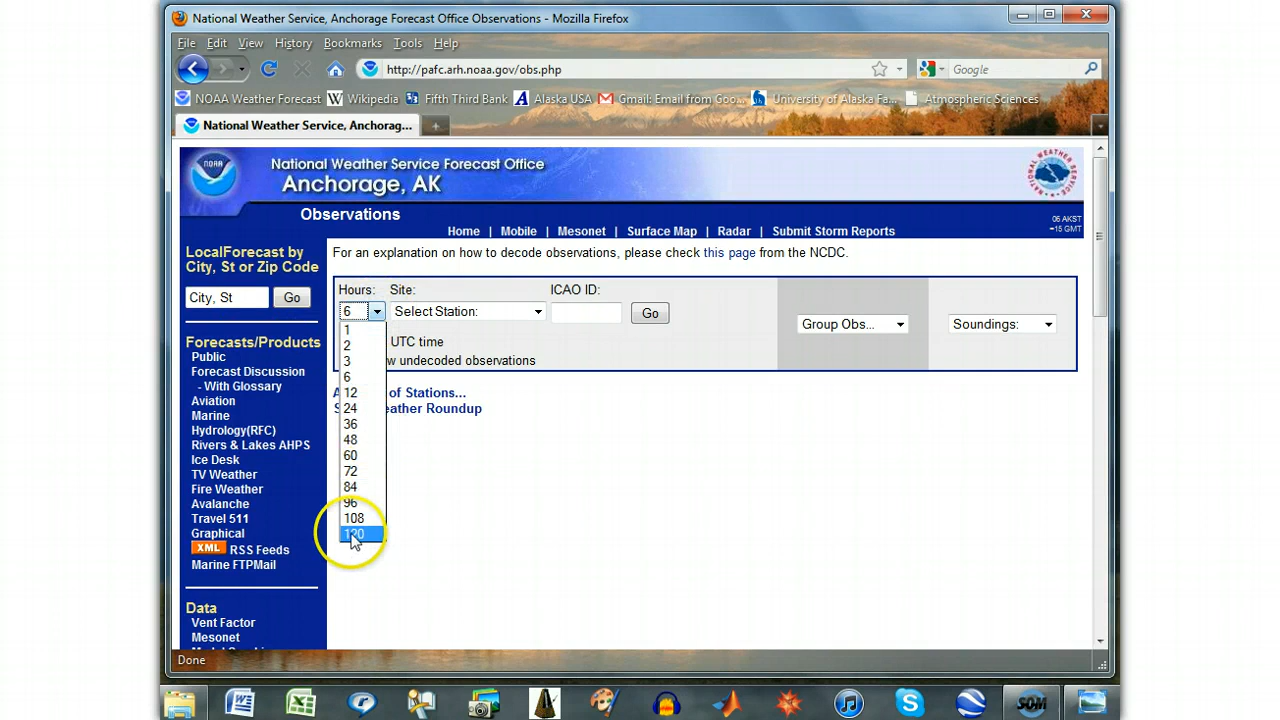 National Weather Service, Anchorage Forecast Office Observations - Mozilla Firefox
File Edit View History Bookmarks Tools Help
http://pafc.arh.noaa.gov/obs.php
Google
NOAA Weather Forecast Wikipedia Fifth Third Bank Alaska USA Gmail: Email from Goo... University of Alaska Fa... Atmospheric Sciences
National Weather Service, Anchorag...
NOAA
National Weather Service Forecast Office
Anchorage, AK
Observations
06 AKST
~15 GMT
Home | Mobile | Mesonet | Surface Map | Radar | Submit Storm Reports
LocalForecast by
City, St or Zip Code
City, St Go
Forecasts/Products
Public
Forecast Discussion
- With Glossary
Aviation
Marine
Hydrology(RFC)
Rivers & Lakes AHPS
Ice Desk
TV Weather
Fire Weather
Avalanche
Travel 511
Graphical
XML RSS Feeds
Marine FTPMail
Data
Vent Factor
Mesonet
For an explanation on how to decode observations, please check this page from the NCDC.
Hours: Site: ICAO ID:
6 Select Station: Go
Group Obs... Soundings:
1
2
3
6
12
24
36
48
60
72
84
96
108
120
UTC time
w undecoded observations
of Stations...
eather Roundup
Done
SOM